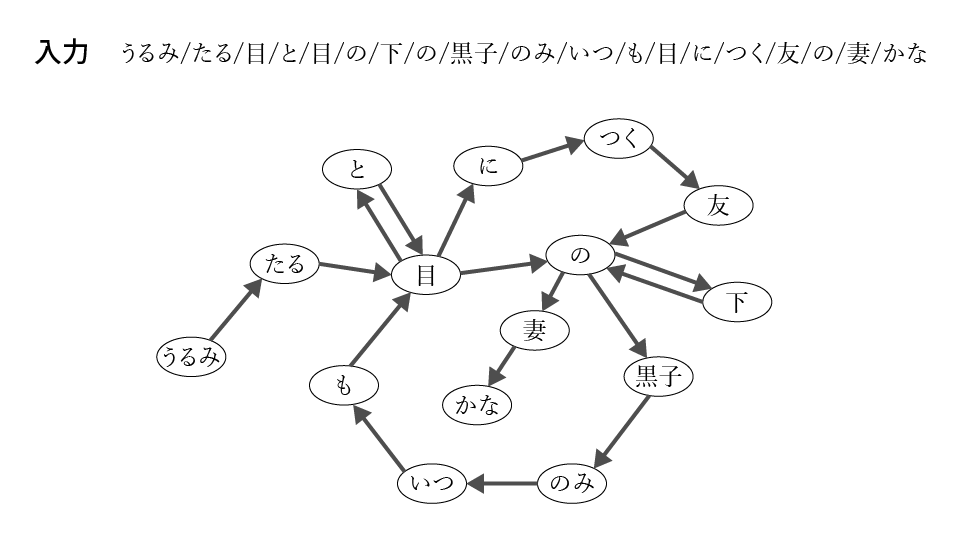 入力 うるみ/たる/目/と/目/の/下/の/黒子/のみ/いつ/も/目/に/つく/友/の/妻/かな
つく
と
に
友
の
たる
目
下
妻
うるみ
黒子
も
かな
いつ
のみ